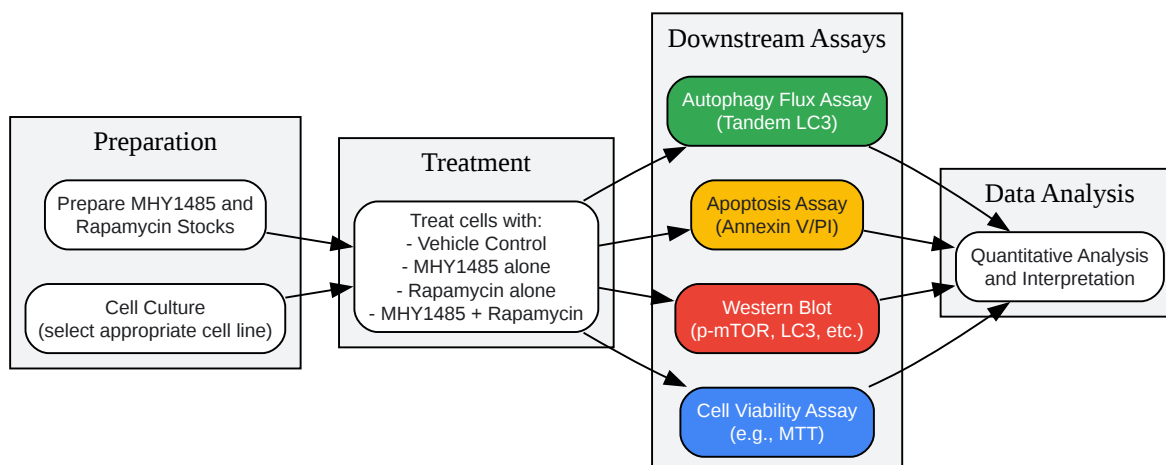 Preparation
Prepare MHY1485 and
Rapamycin Stocks
Cell Culture
(select appropriate cell line)
Treatment
Treat cells with:
- Vehicle Control
- MHY1485 alone
- Rapamycin alone
- MHY1485 + Rapamycin
Downstream Assays
Autophagy Flux Assay
(Tandem LC3)
Apoptosis Assay
(Annexin V/PI)
Western Blot
(p-mTOR, LC3, etc.)
Cell Viability Assay
(e.g., MTT)
Data Analysis
Quantitative Analysis
and Interpretation